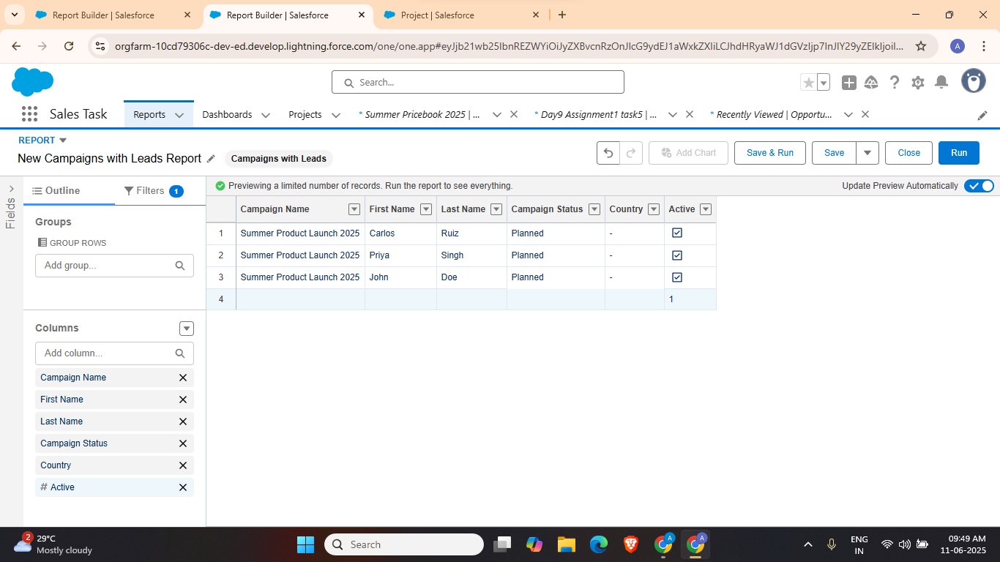 Report Builder | Salesforce
Report Builder | Salesforce
Project | Salesforce
orgfarm-10cd79306c-dev-ed.develop.lightning.force.com/one/one.app#eyJjb21wb25lbnREZWYiOiJyZXBvcnRzOnJlcG9ydEJ1aWxkZXIiLCJhdHRyaWJ1dGVzIjp7InJlY29yZElkIjoiI...
A
Search...
Sales Task
Reports
Dashboards
Projects
* Summer Pricebook 2025 | ...
* Day9 Assignment1 task5 | ...
* Recently Viewed | Opportu...
REPORT
New Campaigns with Leads Report
Campaigns with Leads
Add Chart
Save & Run
Save
Close
Run
Fields
Outline
Filters 1
Previewing a limited number of records. Run the report to see everything.
Update Preview Automatically
Groups
GROUP ROWS
Add group...
Columns
Add column...
Campaign Name
First Name
Last Name
Campaign Status
Country
# Active
Campaign Name First Name Last Name Campaign Status Country Active
1 Summer Product Launch 2025 Carlos Ruiz Planned -
2 Summer Product Launch 2025 Priya Singh Planned -
3 Summer Product Launch 2025 John Doe Planned -
4 1
2
29°C
Mostly cloudy
Search
A
A
ENG
IN
09:49 AM
11-06-2025